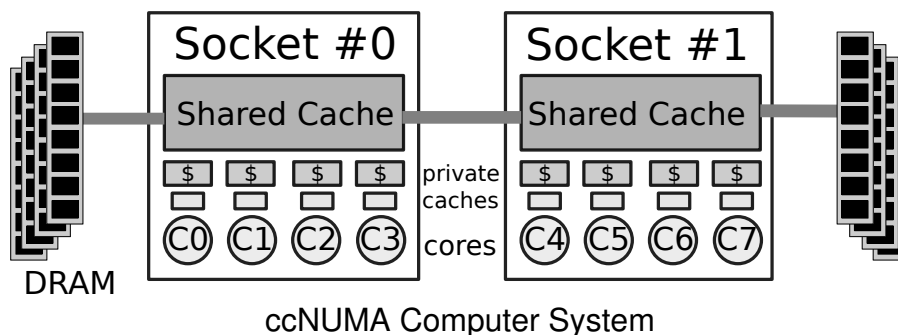 Socket #0 Socket #1
Shared Cache Shared Cache
$ $ $ $ private $ $ $ $
caches
C0 C1 C2 C3 cores C4 C5 C6 C7
DRAM
ccNUMA Computer System